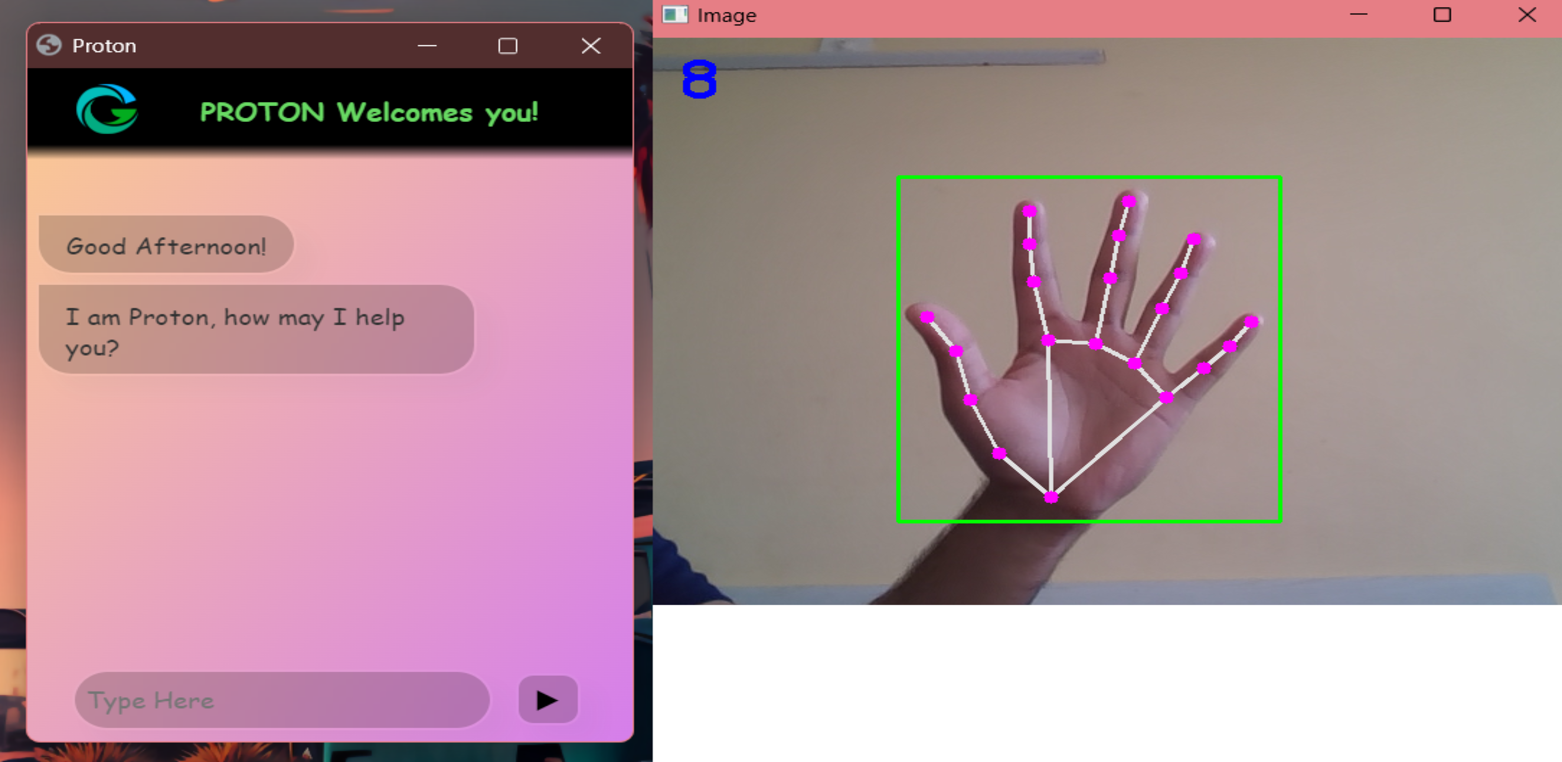 Proton
PROTON Welcomes you!
Good Afternoon!
I am Proton, how may I help
you?
Type Here
Image
8